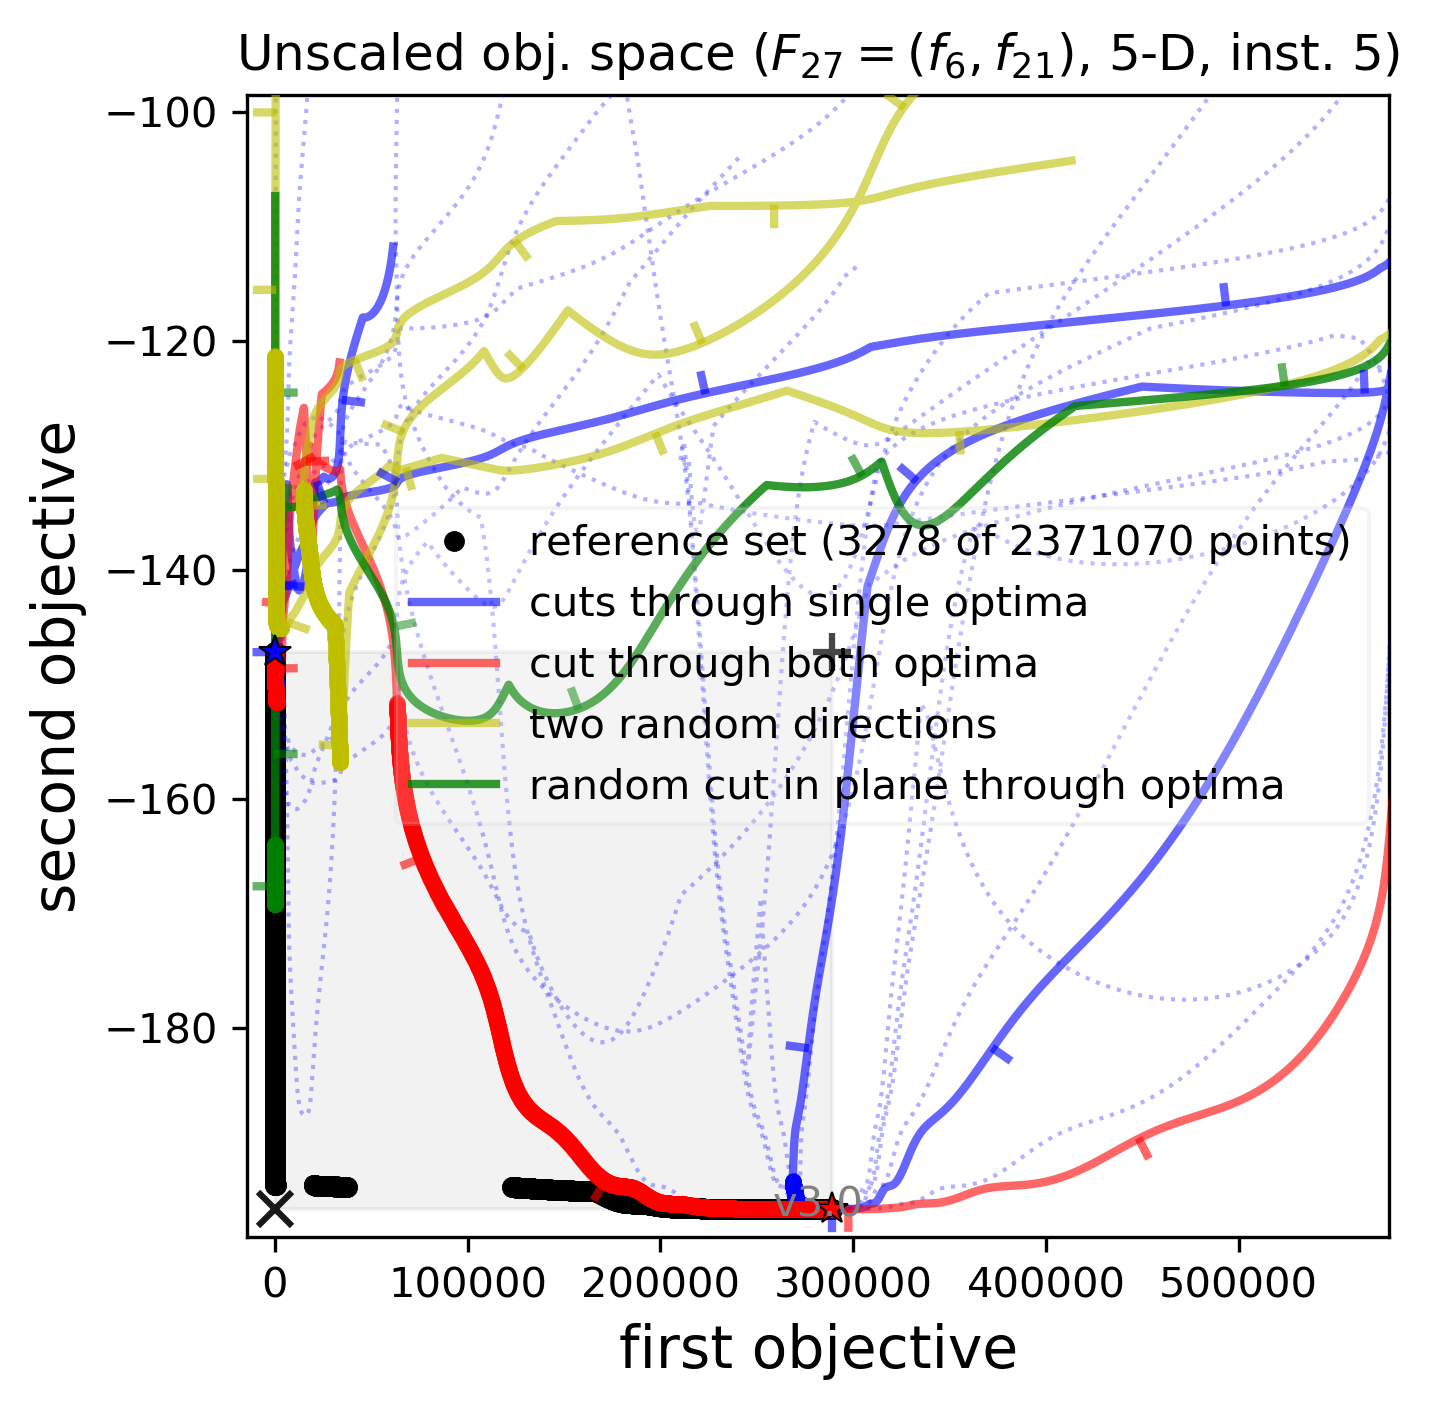 Unscaled obj. space (F₂₇ = (f₆, f₂₁), 5-D, inst. 5)
−100
−120
−140
−160
−180
second objective
reference set (3278 of 2371070 points)
cuts through single optima
cut through both optima
two random directions
random cut in plane through optima
v3.0
0 100000 200000 300000 400000 500000
first objective